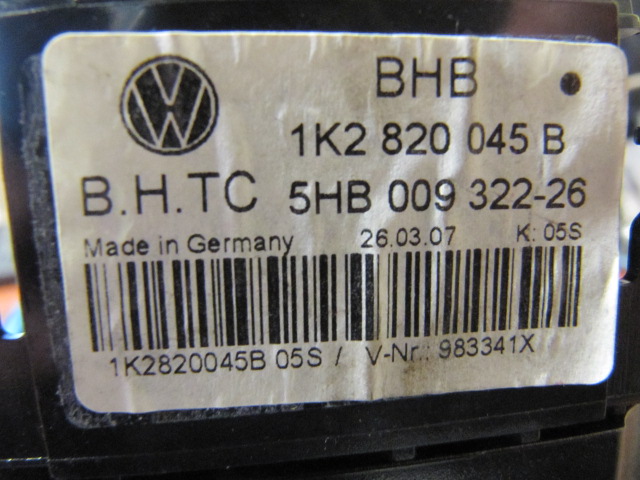 VW
BHB
1K2 820 045 B
B.H.TC 5HB 009 322-26
Made in Germany 26.03.07 K: 05S
1K2820045B 05S / V-Nr.: 983341X